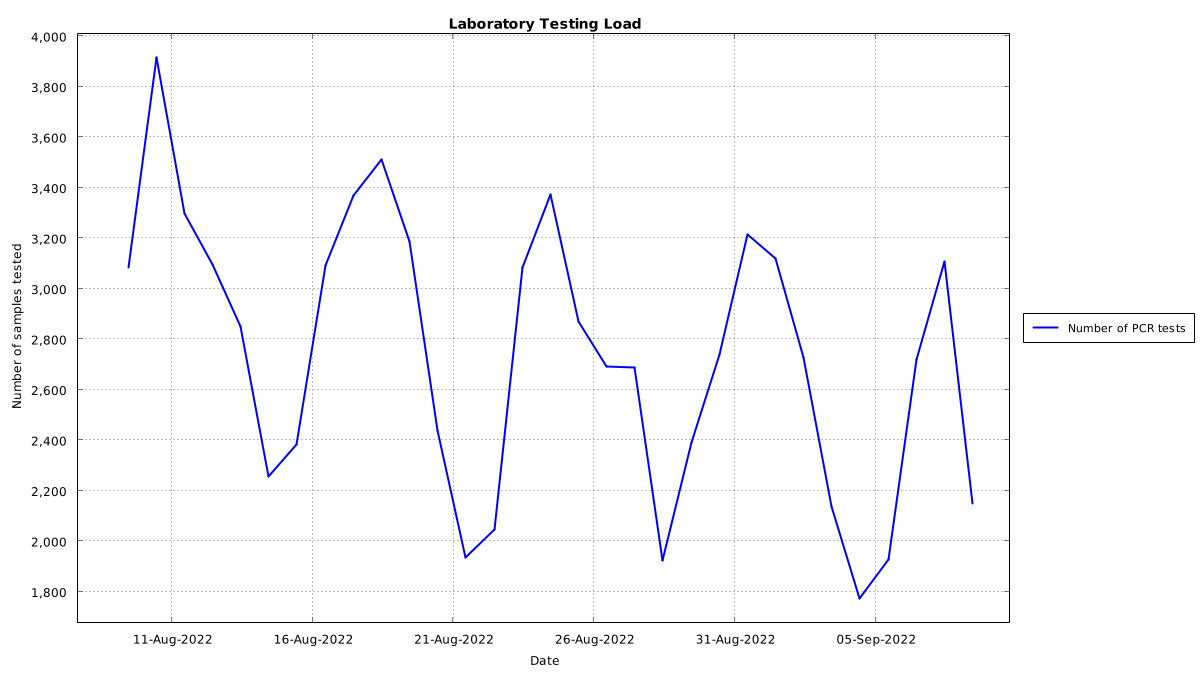 Laboratory Testing Load
4,000
3,800
3,600
3,400
3,200
3,000
2,800
2,600
2,400
2,200
2,000
1,800
Number of samples tested
11-Aug-2022
16-Aug-2022
21-Aug-2022
26-Aug-2022
31-Aug-2022
05-Sep-2022
Date
Number of PCR tests